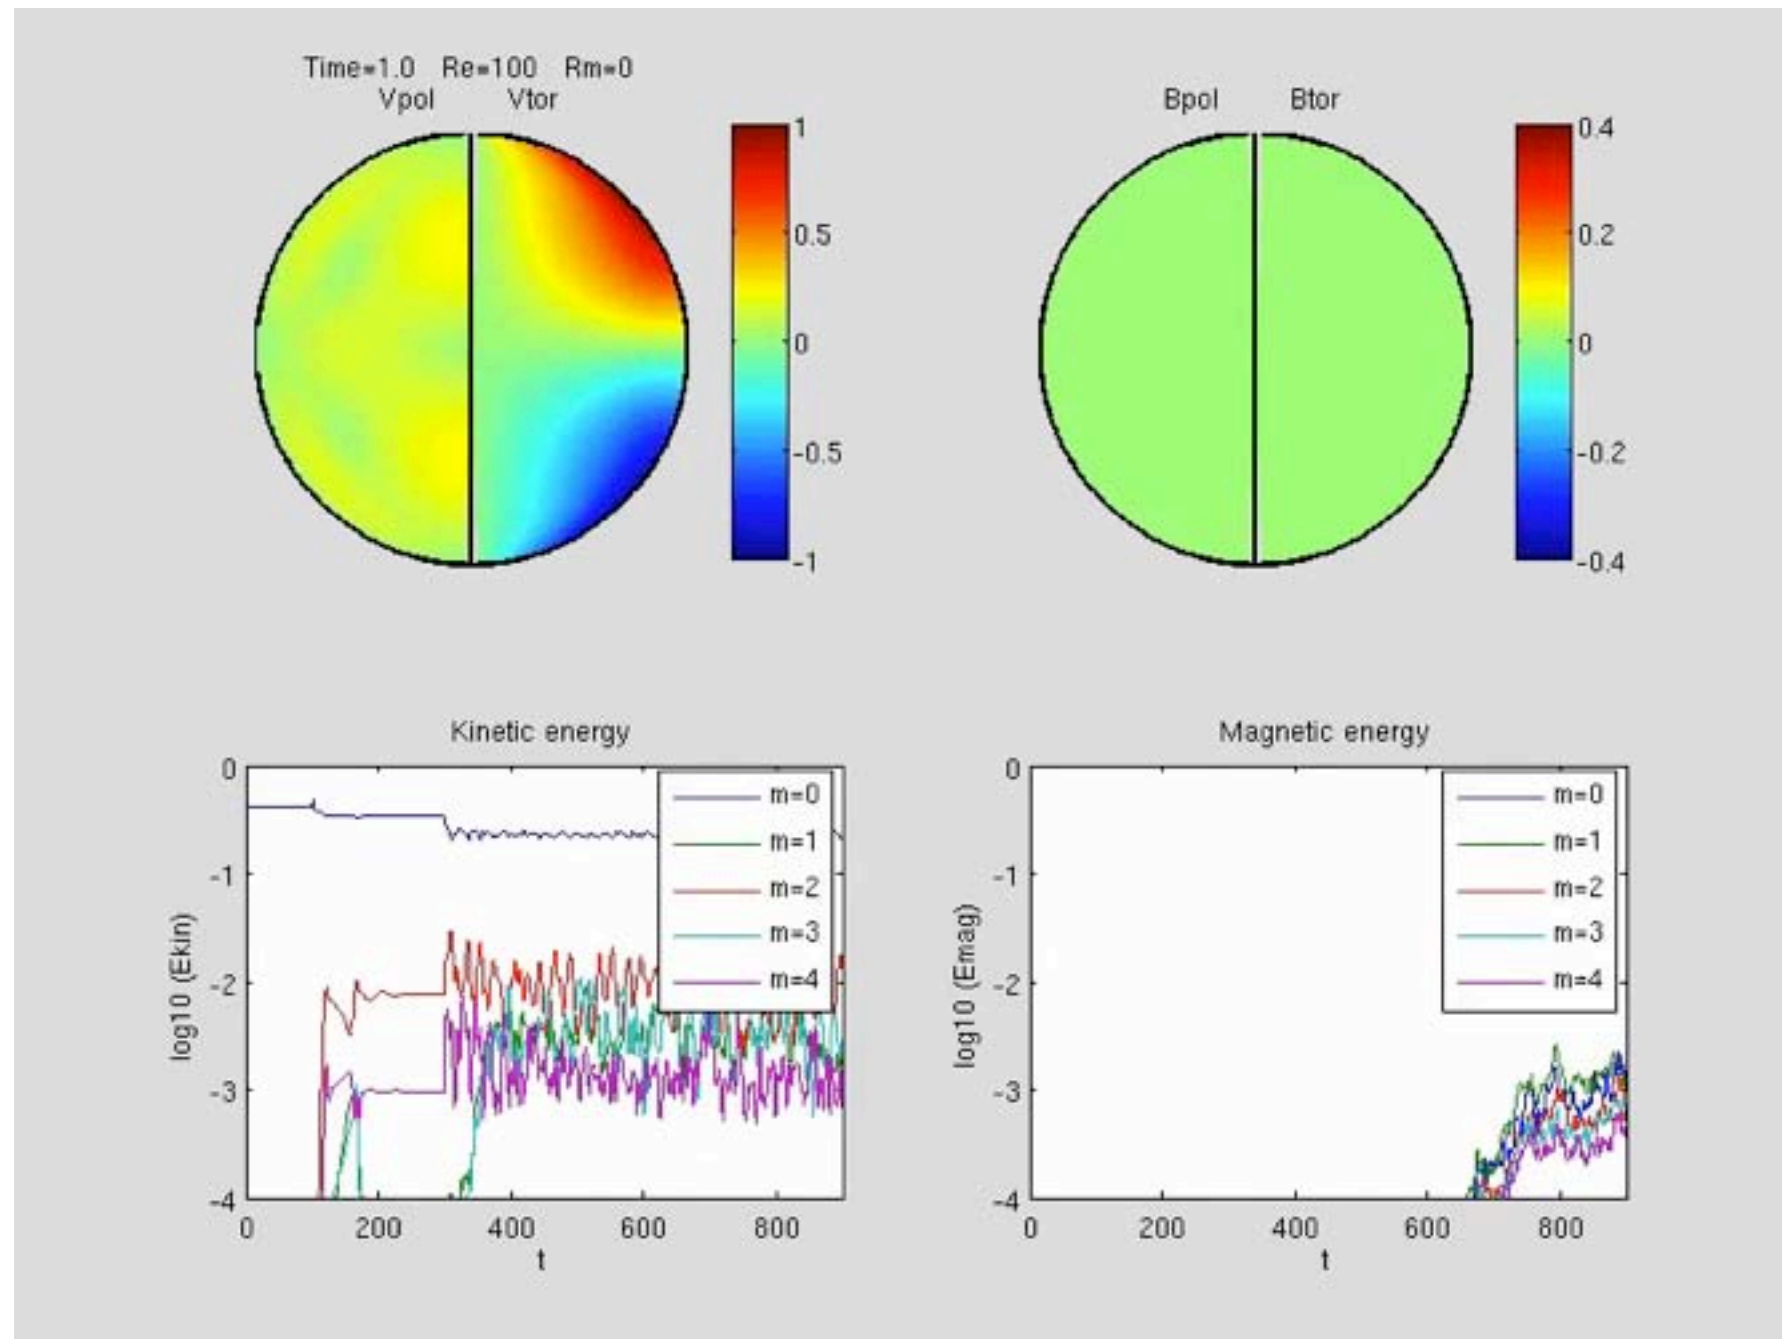 Time=1.0 Re=100 Rm=0
Vpol Vtor
1
0.5
0
-0.5
-1
Bpol Btor
0.4
0.2
0
-0.2
-0.4
Kinetic energy
log10 (Ekin)
0
-1
-2
-3
-4
0 200 400 600 800
t
m=0
m=1
m=2
m=3
m=4
Magnetic energy
log10 (Emag)
0
-1
-2
-3
-4
0 200 400 600 800
t
m=0
m=1
m=2
m=3
m=4